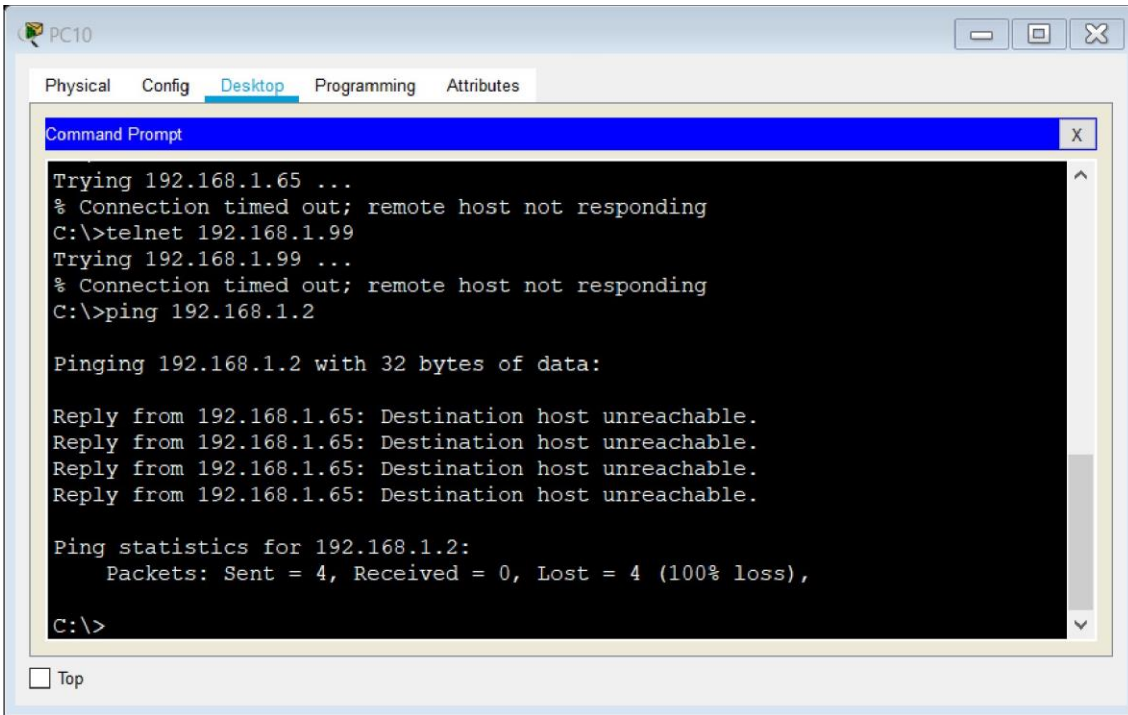 PC10
Physical Config Desktop Programming Attributes
Command Prompt
X
Trying 192.168.1.65 ...
% Connection timed out; remote host not responding
C:\>telnet 192.168.1.99
Trying 192.168.1.99 ...
% Connection timed out; remote host not responding
C:\>ping 192.168.1.2
Pinging 192.168.1.2 with 32 bytes of data:
Reply from 192.168.1.65: Destination host unreachable.
Reply from 192.168.1.65: Destination host unreachable.
Reply from 192.168.1.65: Destination host unreachable.
Reply from 192.168.1.65: Destination host unreachable.
Ping statistics for 192.168.1.2:
Packets: Sent = 4, Received = 0, Lost = 4 (100% loss),
C:\>
Top